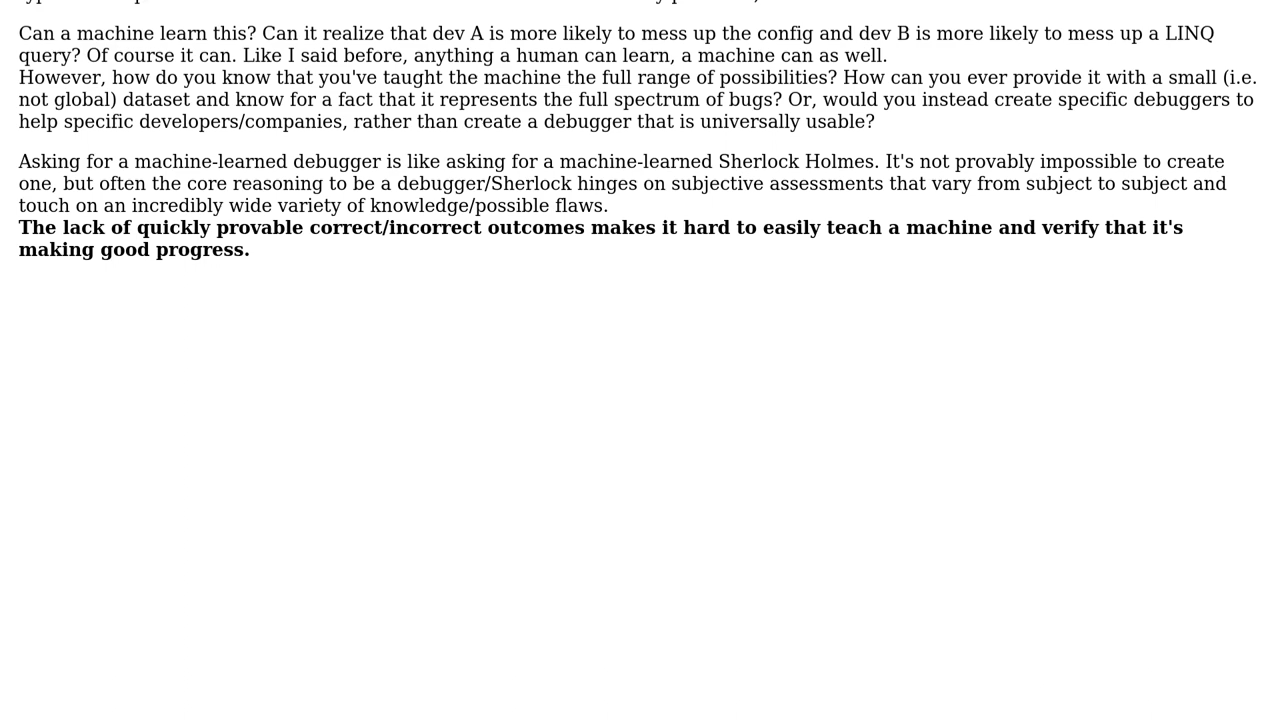 Can a machine learn this? Can it realize that dev A is more likely to mess up the config and dev B is more likely to mess up a LINQ
query? Of course it can. Like I said before, anything a human can learn, a machine can as well.
However, how do you know that you've taught the machine the full range of possibilities? How can you ever provide it with a small (i.e.
not global) dataset and know for a fact that it represents the full spectrum of bugs? Or, would you instead create specific debuggers to
help specific developers/companies, rather than create a debugger that is universally usable?
Asking for a machine-learned debugger is like asking for a machine-learned Sherlock Holmes. It's not provably impossible to create
one, but often the core reasoning to be a debugger/Sherlock hinges on subjective assessments that vary from subject to subject and
touch on an incredibly wide variety of knowledge/possible flaws.
The lack of quickly provable correct/incorrect outcomes makes it hard to easily teach a machine and verify that it's
making good progress.